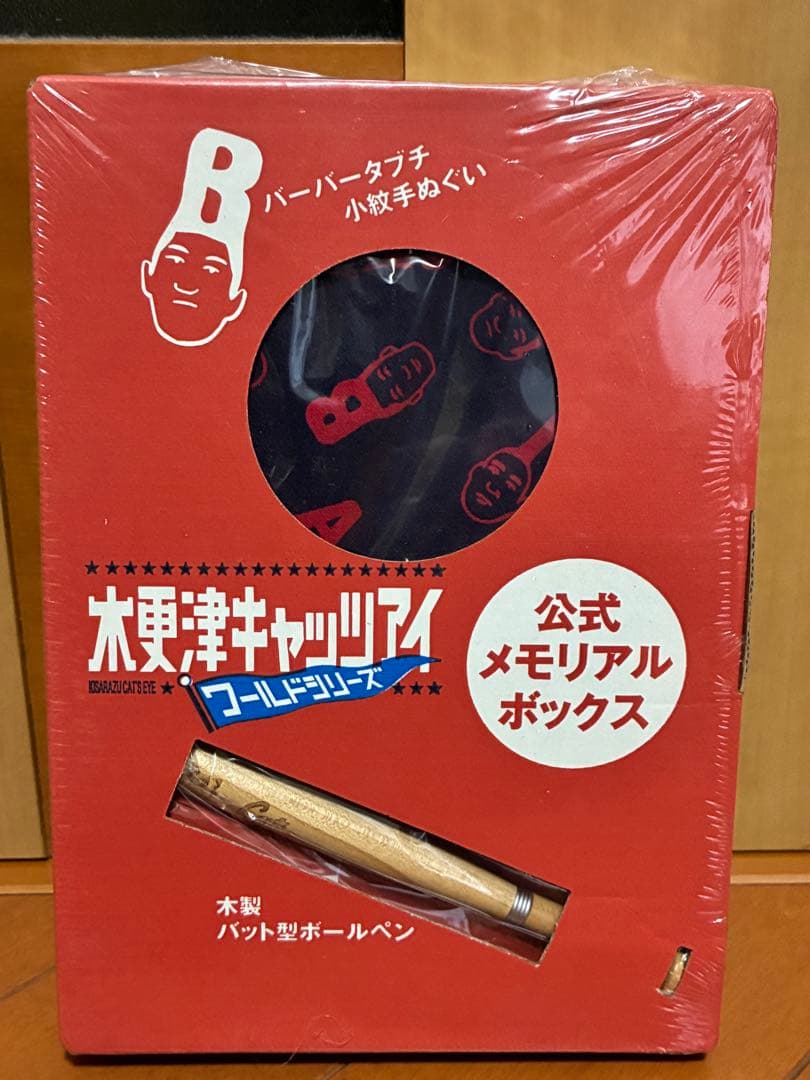 B
バーバータブチ
小紋手ぬぐい
B
木更津キャッツアイ
KISARAZU CAT'S EYE
ワールドシリーズ
公式
メモリアル
ボックス
Cat's
木製
バット型ボールペン